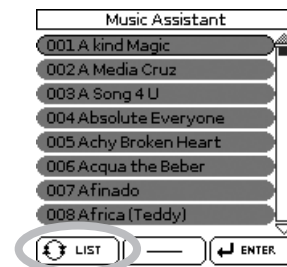 Music Assistant
001 A kind Magic
002 A Media Cruz
003 A Song 4 U
004 Absolute Everyone
005 Achy Broken Heart
006 Acqua the Beber
007 Afinado
008 Africa (Teddy)
LIST ENTER